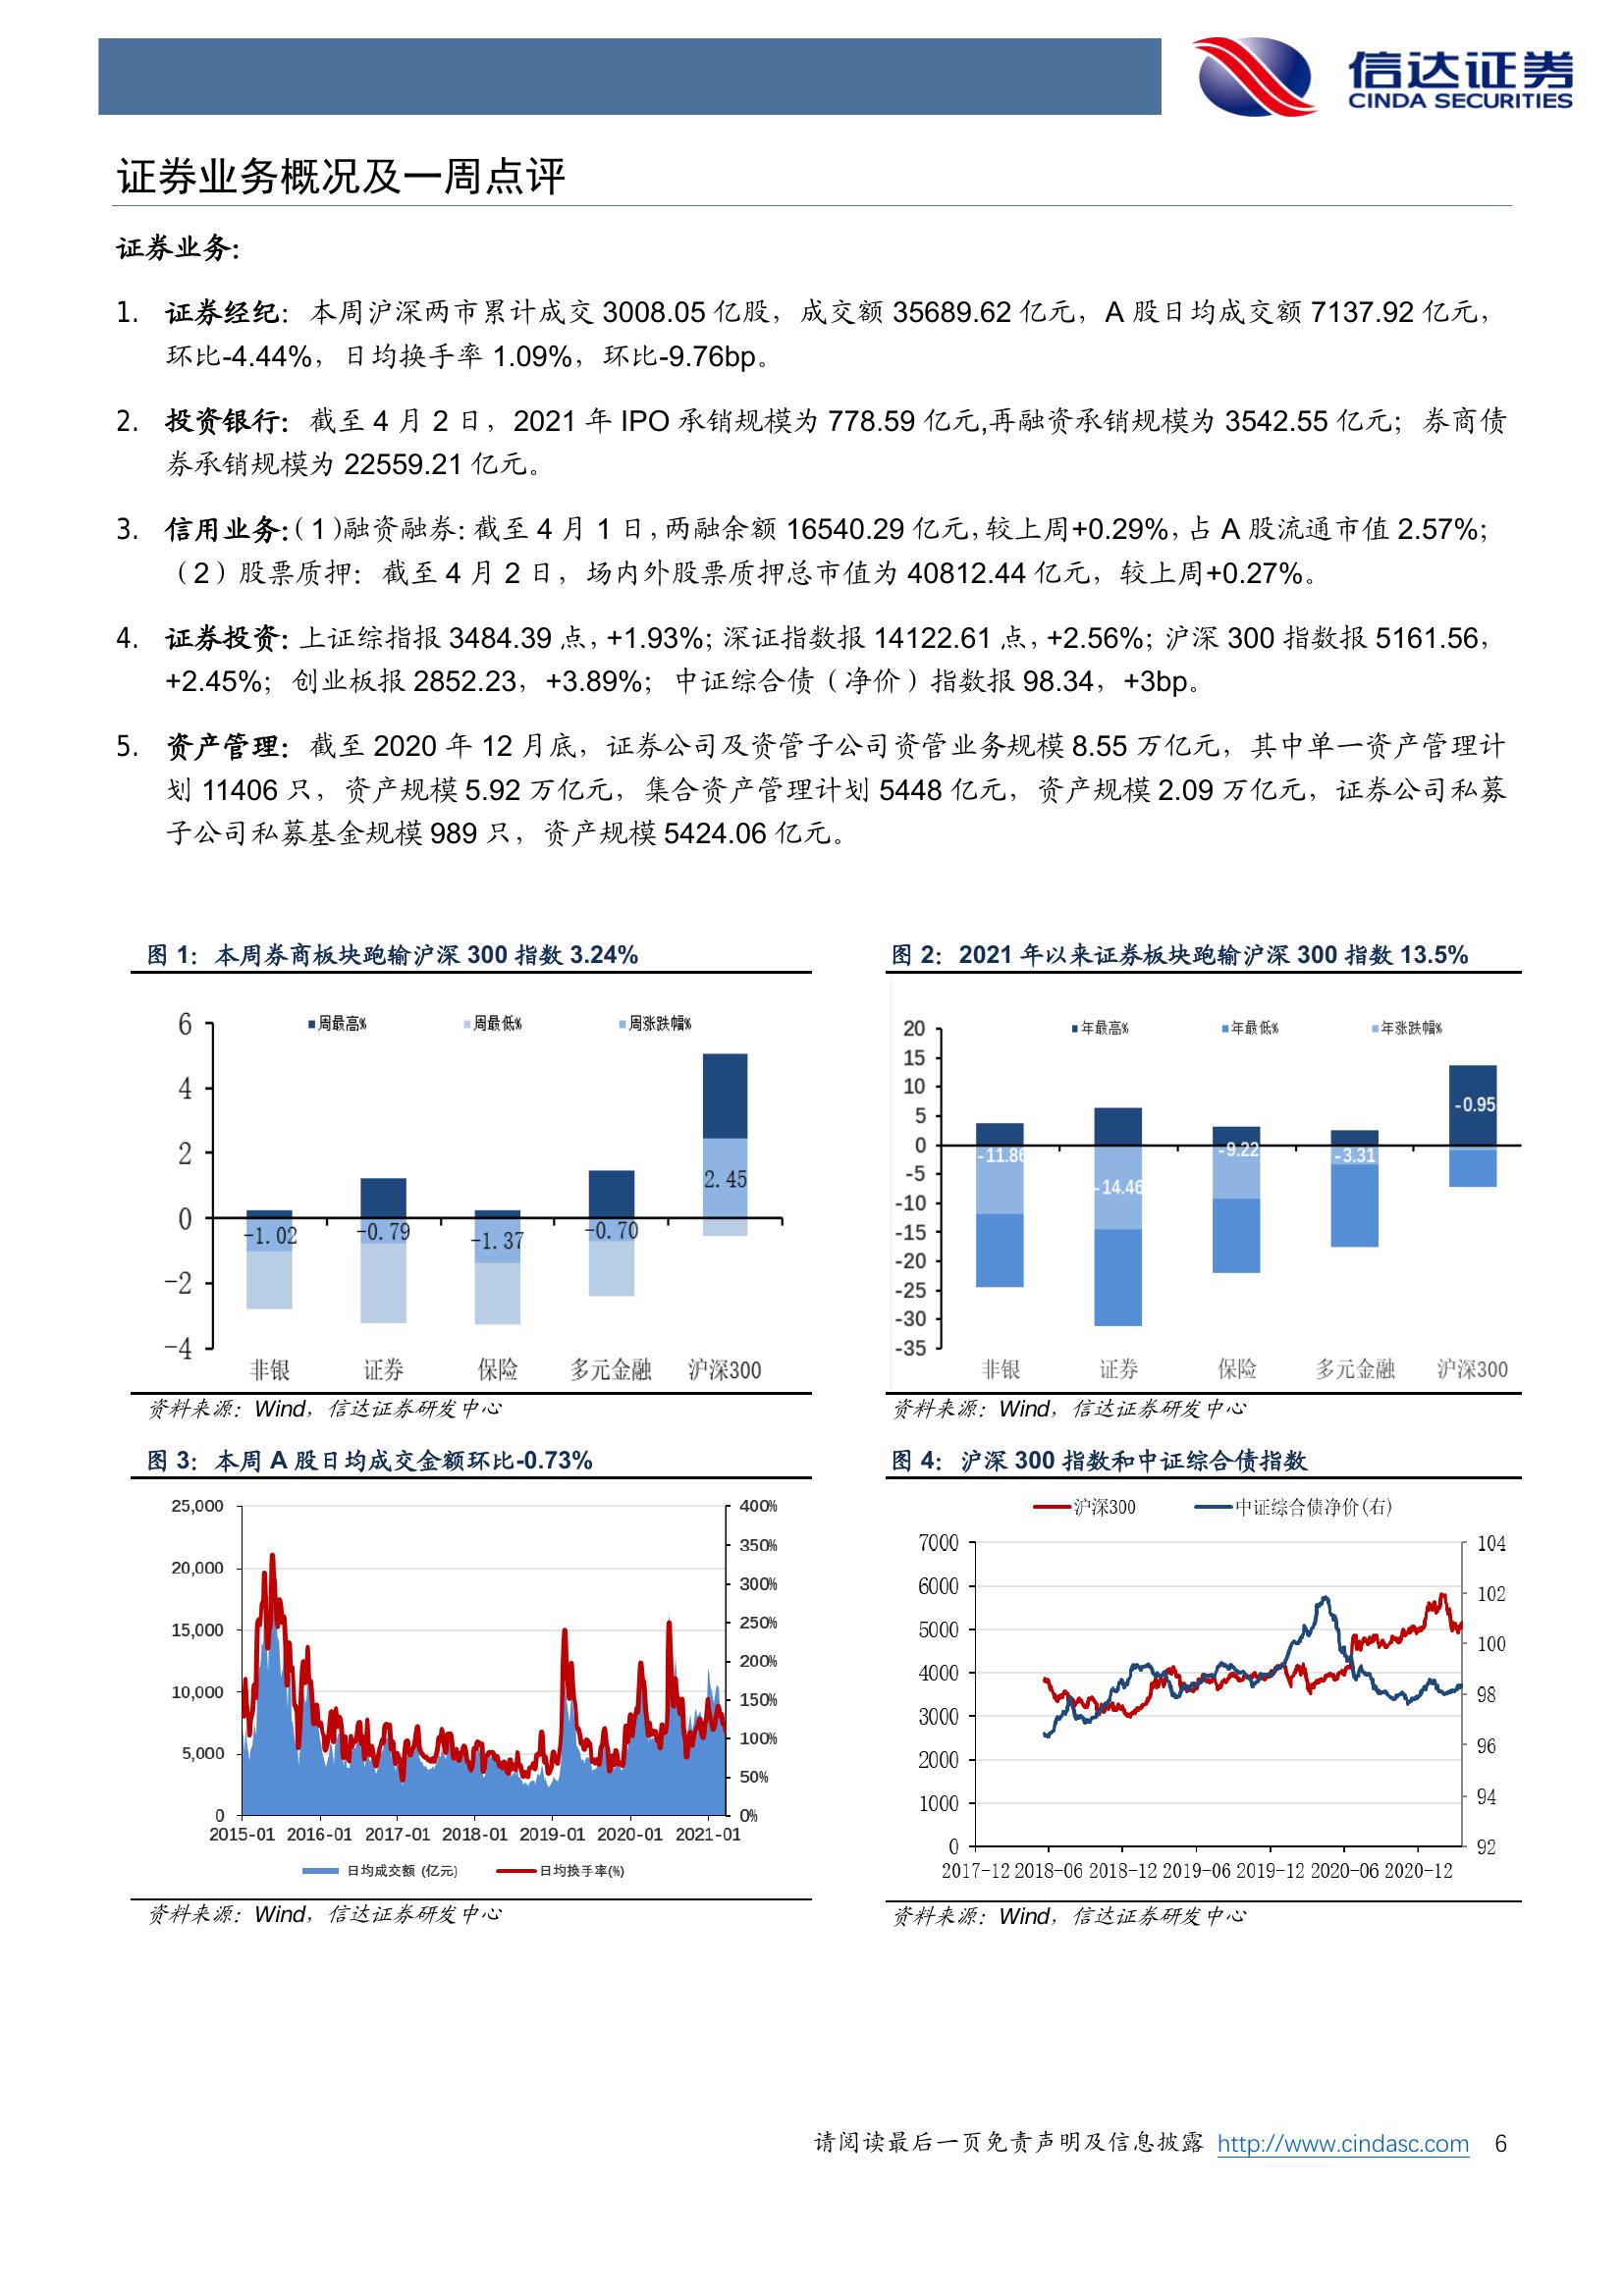 信达证券
CINDA SECURITIES
证券业务概况及一周点评
证券业务：
1. 证券经纪：本周沪深两市累计成交 3008.05 亿股，成交额 35689.62 亿元，A 股日均成交额 7137.92 亿元，
环比-4.44%，日均换手率 1.09%，环比-9.76bp。
2. 投资银行：截至 4 月 2 日，2021 年 IPO 承销规模为 778.59 亿元,再融资承销规模为 3542.55 亿元；券商债
券承销规模为 22559.21 亿元。
3. 信用业务：（1）融资融券：截至 4 月 1 日，两融余额 16540.29 亿元，较上周+0.29%，占 A 股流通市值 2.57%；
（2）股票质押：截至 4 月 2 日，场内外股票质押总市值为 40812.44 亿元，较上周+0.27%。
4. 证券投资：上证综指报 3484.39 点，+1.93%；深证指数报 14122.61 点，+2.56%；沪深 300 指数报 5161.56，
+2.45%；创业板报 2852.23，+3.89%；中证综合债（净价）指数报 98.34，+3bp。
5. 资产管理：截至 2020 年 12 月底，证券公司及资管子公司资管业务规模 8.55 万亿元，其中单一资产管理计
划 11406 只，资产规模 5.92 万亿元，集合资产管理计划 5448 亿元，资产规模 2.09 万亿元，证券公司私募
子公司私募基金规模 989 只，资产规模 5424.06 亿元。
图 1：本周券商板块跑输沪深 300 指数 3.24%
周最高% 周最低% 周涨跌幅%
6
4
2
0
-2
-4
-1.02 -0.79 -1.37 -0.70 2.45
非银 证券 保险 多元金融 沪深300
资料来源：Wind，信达证券研发中心
图 2：2021 年以来证券板块跑输沪深 300 指数 13.5%
年最高% 年最低% 年涨跌幅%
20
15
10
5
0
-5
-10
-15
-20
-25
-30
-35
-11.86 -14.46 -9.22 -3.31 -0.95
非银 证券 保险 多元金融 沪深300
资料来源：Wind，信达证券研发中心
图 3：本周 A 股日均成交金额环比-0.73%
25,000
20,000
15,000
10,000
5,000
0
400%
350%
300%
250%
200%
150%
100%
50%
0%
2015-01 2016-01 2017-01 2018-01 2019-01 2020-01 2021-01
日均成交额 (亿元) 日均换手率(%)
资料来源：Wind，信达证券研发中心
图 4：沪深 300 指数和中证综合债指数
沪深300 中证综合债净价(右)
7000
6000
5000
4000
3000
2000
1000
0
104
102
100
98
96
94
92
2017-12 2018-06 2018-12 2019-06 2019-12 2020-06 2020-12
资料来源：Wind，信达证券研发中心
请阅读最后一页免责声明及信息披露 http://www.cindasc.com 6